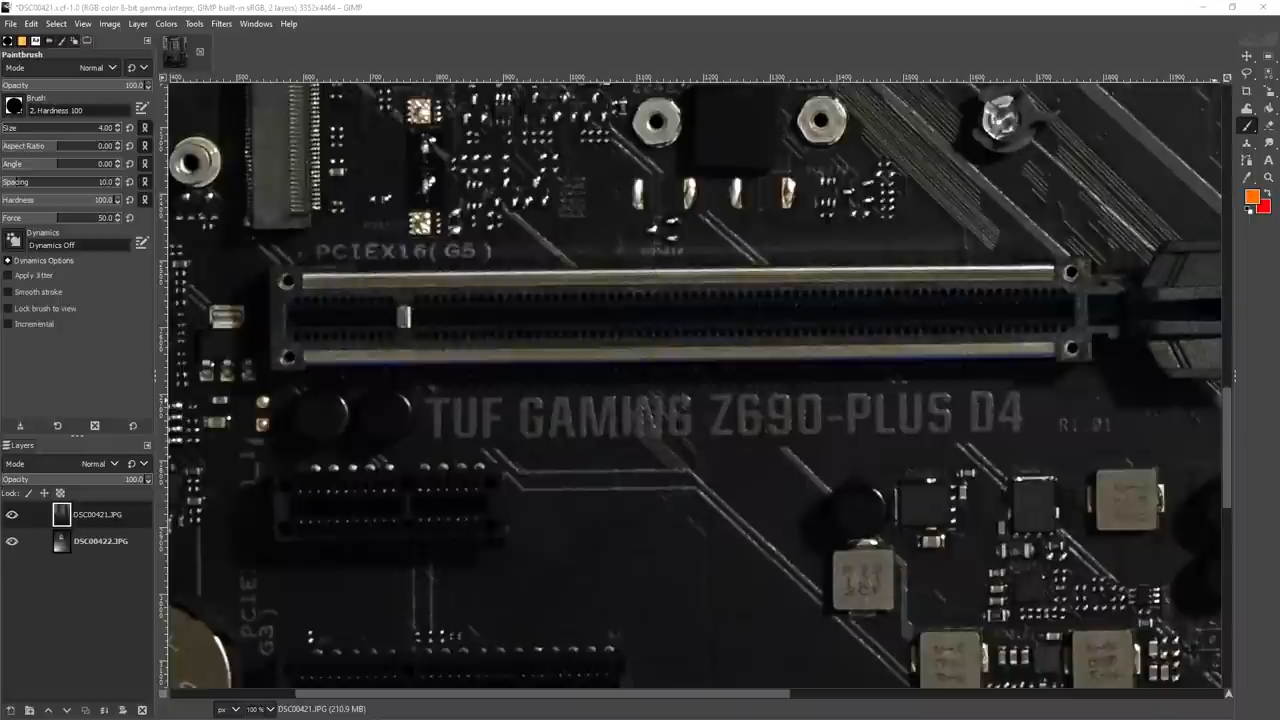 *DSC00421.xcf-1.0 (RGB color 8-bit gamma integer, GIMP built-in sRGB, 2 layers) 3352x4464 – GIMP
File Edit Select View Image Layer Colors Tools Filters Windows Help
Paintbrush
Mode Normal
Opacity 100.0
Brush
2. Hardness 100
Size 4.00
Aspect Ratio 0.00
Angle 0.00
Spacing 10.0
Hardness 100.0
Force 50.0
Dynamics
Dynamics Off
Dynamics Options
Apply Jitter
Smooth stroke
Lock brush to view
Incremental
Layers
Mode Normal
Opacity 100.0
Lock:
DSC00421.JPG
DSC00422.JPG
PCIEX16(G5)
TUF GAMING Z690-PLUS D4
R1.01
G3)
px 100 % DSC00421.JPG (210.9 MB)